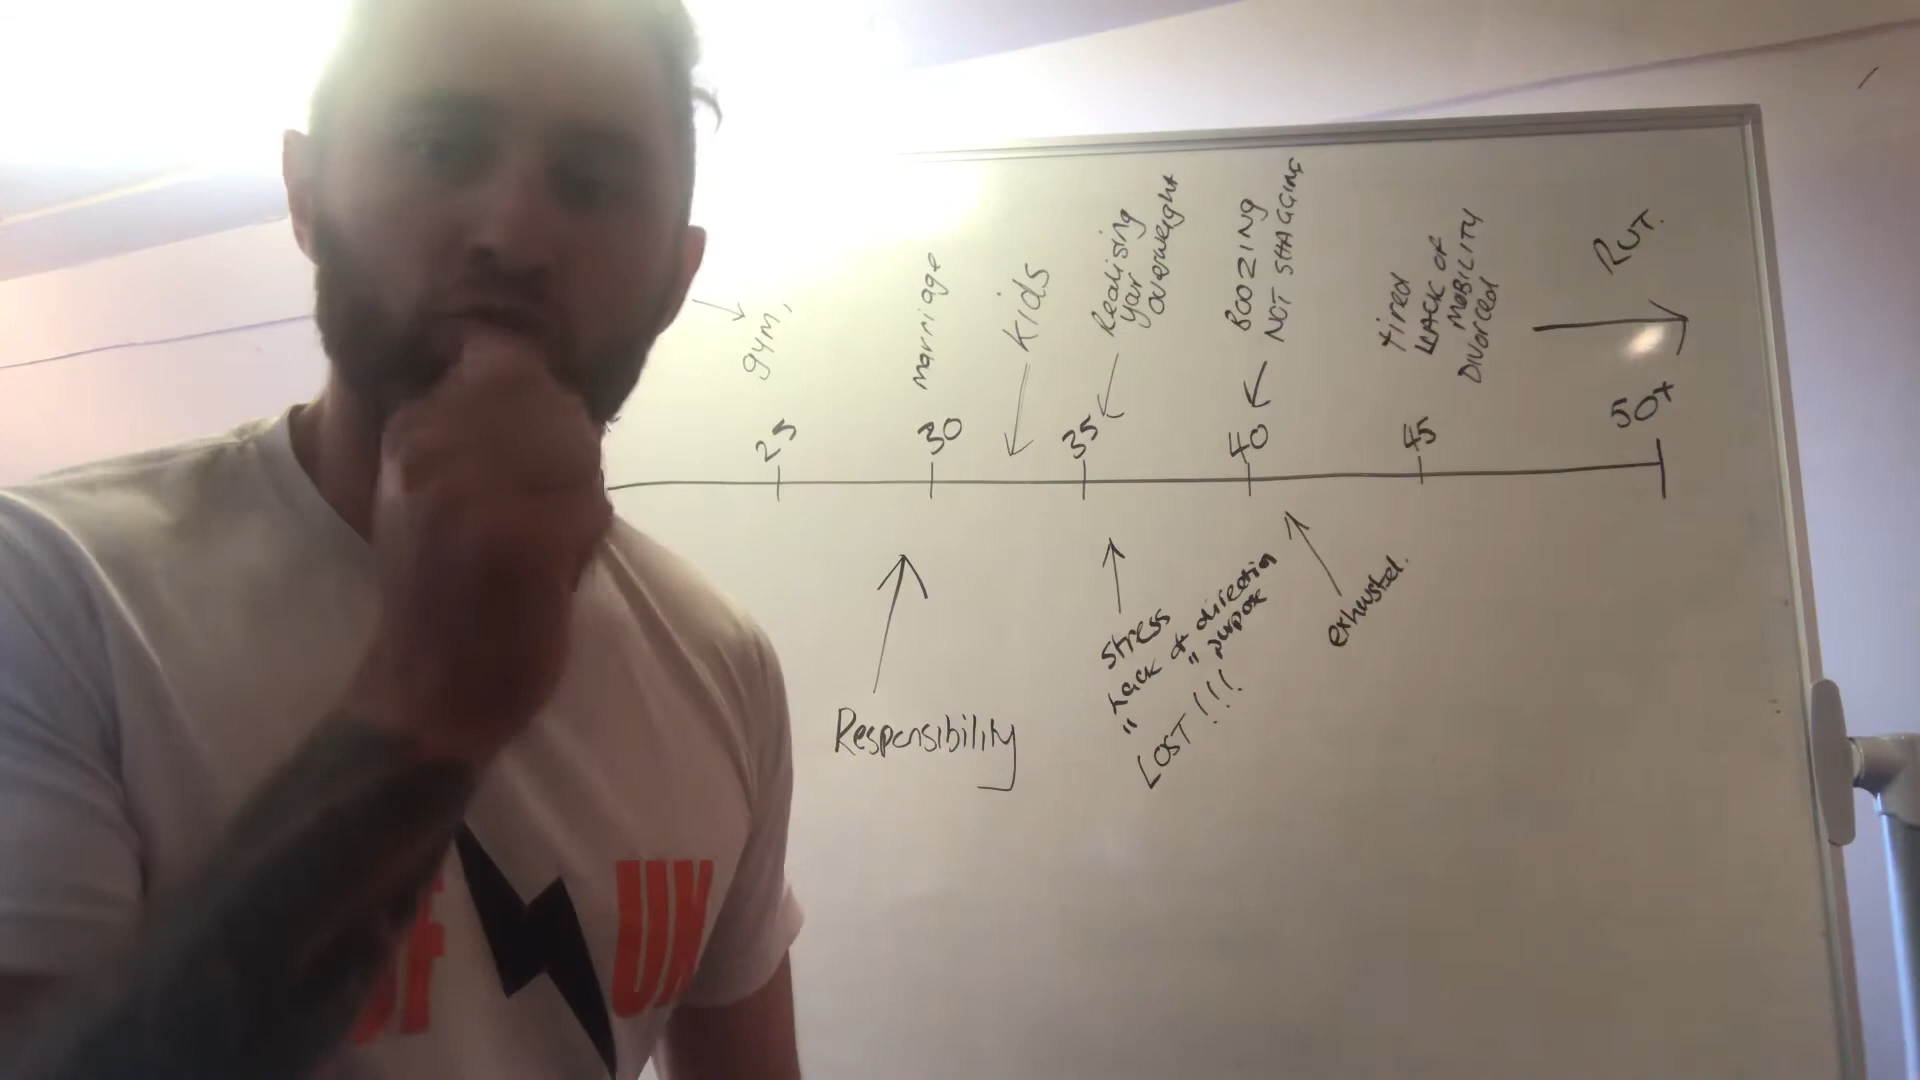 gym,
marriage
kids
Realising
your
overweight
BOOZING
NOT SHAGGING
tired
LACK OF
MOBILITY
Divorced
RUT.
25
30
35
40
45
50+
Responsibility
Stress
Lack of direction
" " purpose
LOST!!!
exhausted.
UK